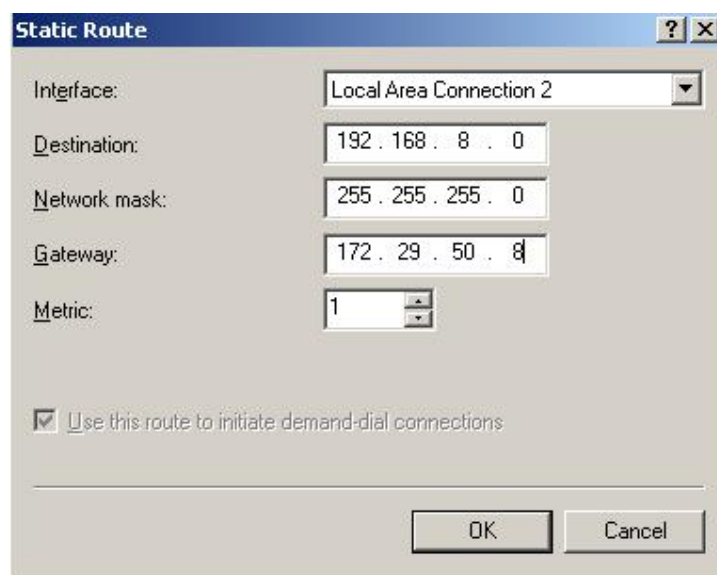 Static Route
Interface: Local Area Connection 2
Destination: 192 . 168 . 8 . 0
Network mask: 255 . 255 . 255 . 0
Gateway: 172 . 29 . 50 . 8
Metric: 1
Use this route to initiate demand-dial connections
OK Cancel